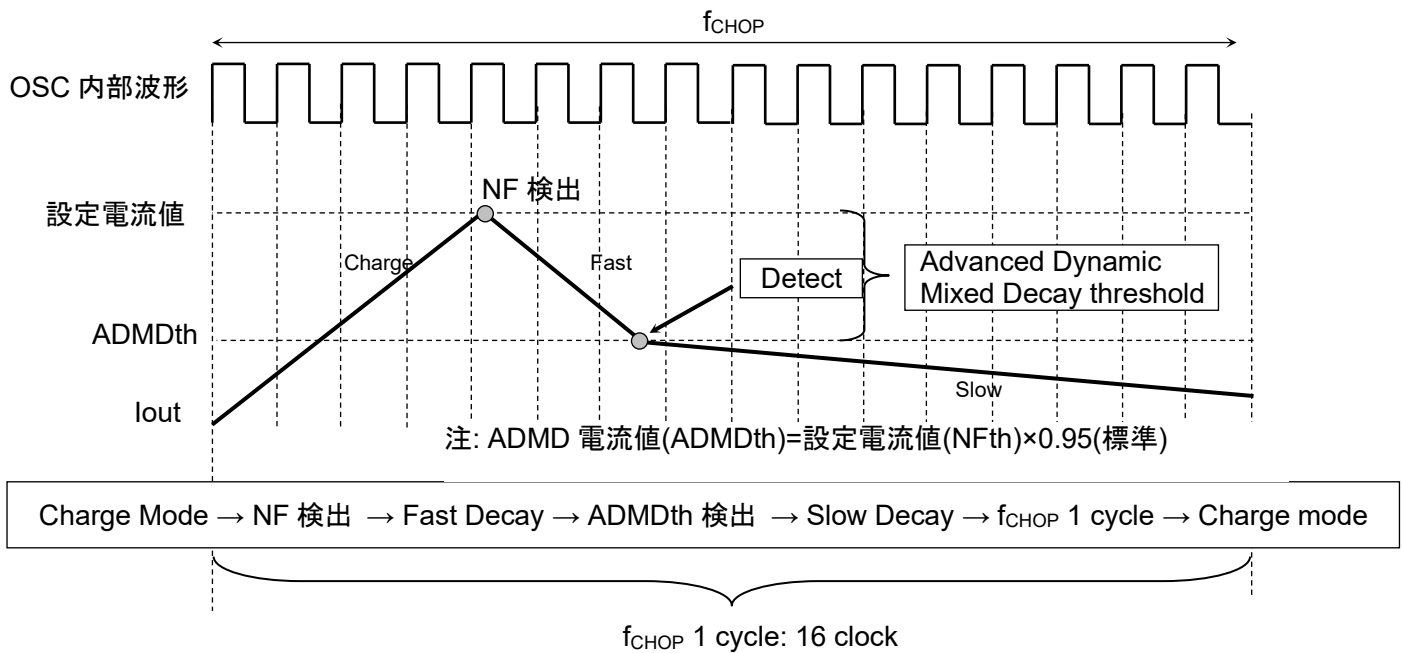 fCHOP
OSC 内部波形
NF 検出
設定電流値
Charge
Fast
Detect
Advanced Dynamic
Mixed Decay threshold
ADMDth
Slow
Iout
注: ADMD 電流値(ADMDth)=設定電流値(NFth)×0.95(標準)
Charge Mode → NF 検出 → Fast Decay → ADMDth 検出 → Slow Decay → fCHOP 1 cycle → Charge mode
fCHOP 1 cycle: 16 clock